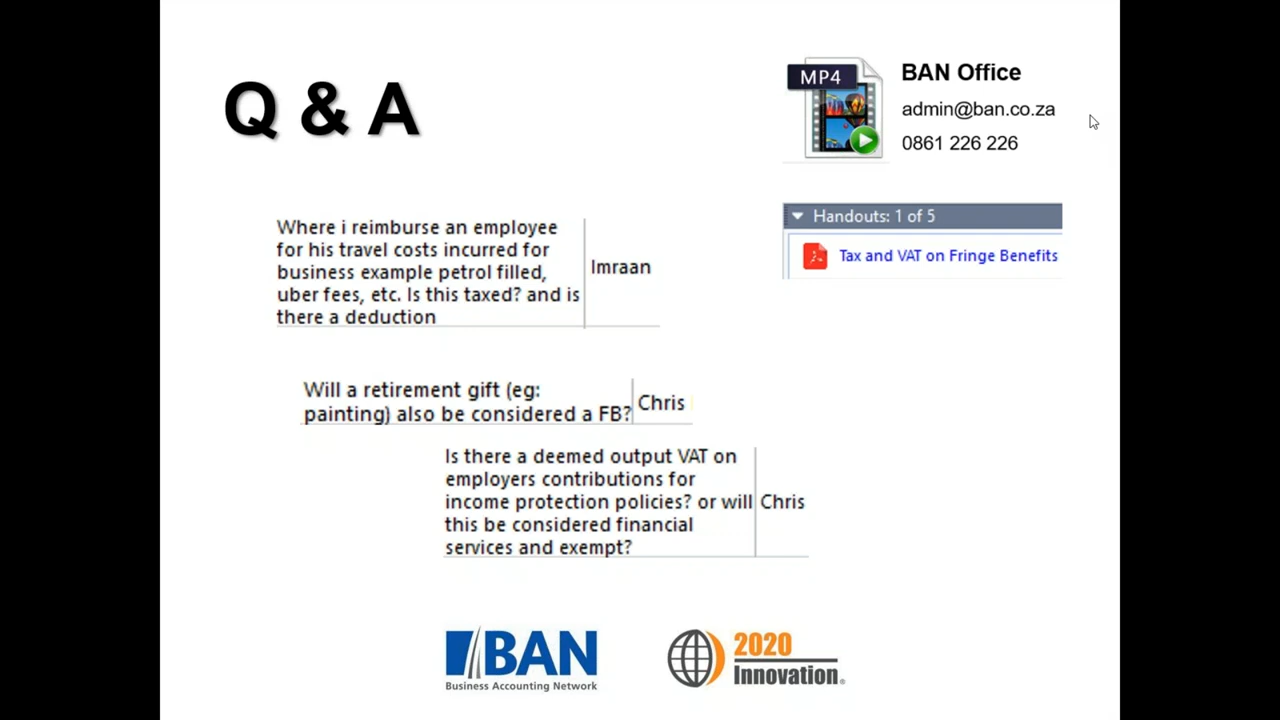 Q & A
MP4
BAN Office
admin@ban.co.za
0861 226 226
Handouts: 1 of 5
Tax and VAT on Fringe Benefits
Where i reimburse an employee
for his travel costs incurred for
business example petrol filled,
uber fees, etc. Is this taxed? and is
there a deduction
Imraan
Will a retirement gift (eg:
painting) also be considered a FB?
Chris
Is there a deemed output VAT on
employers contributions for
income protection policies? or will
this be considered financial
services and exempt?
Chris
BAN
Business Accounting Network
2020
Innovation®